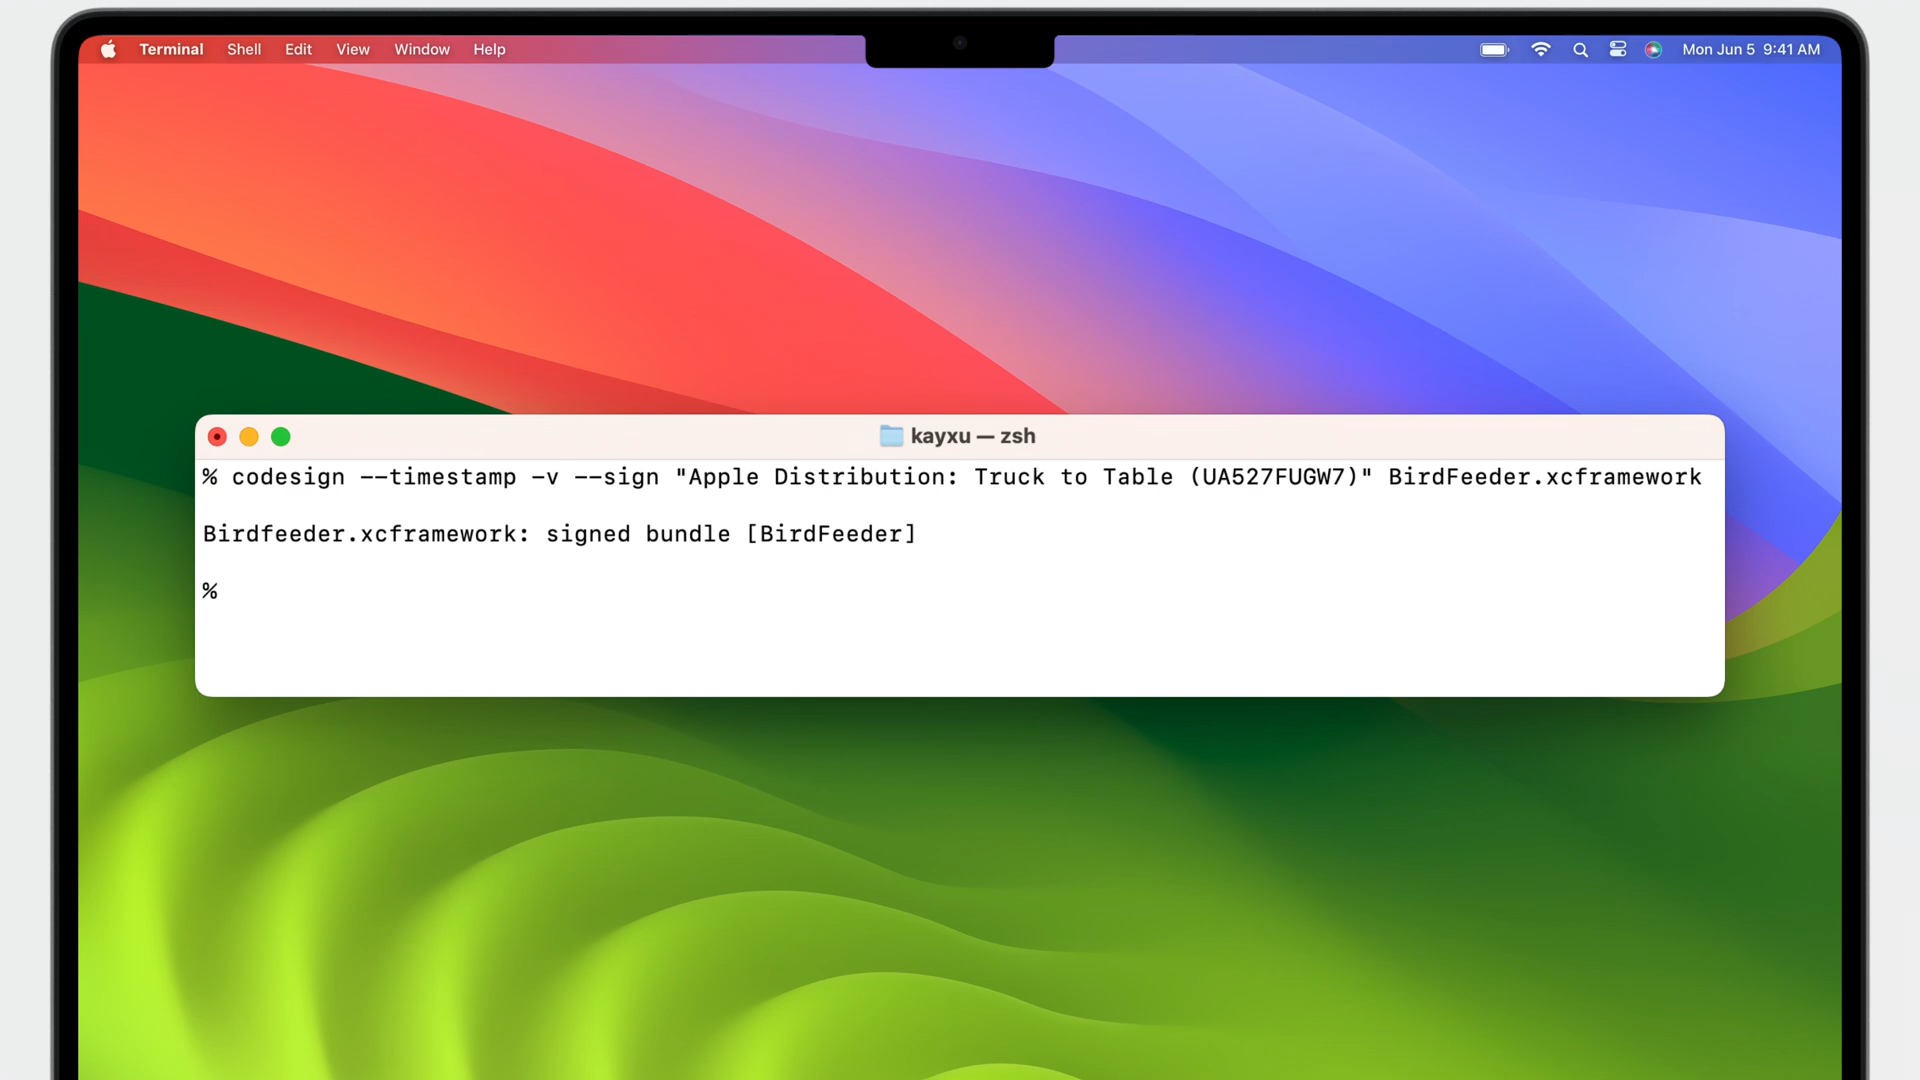 Terminal Shell Edit View Window Help Mon Jun 5 9:41 AM
kayxu — zsh
% codesign --timestamp -v --sign "Apple Distribution: Truck to Table (UA527FUGW7)" BirdFeeder.xcframework
Birdfeeder.xcframework: signed bundle [BirdFeeder]
%